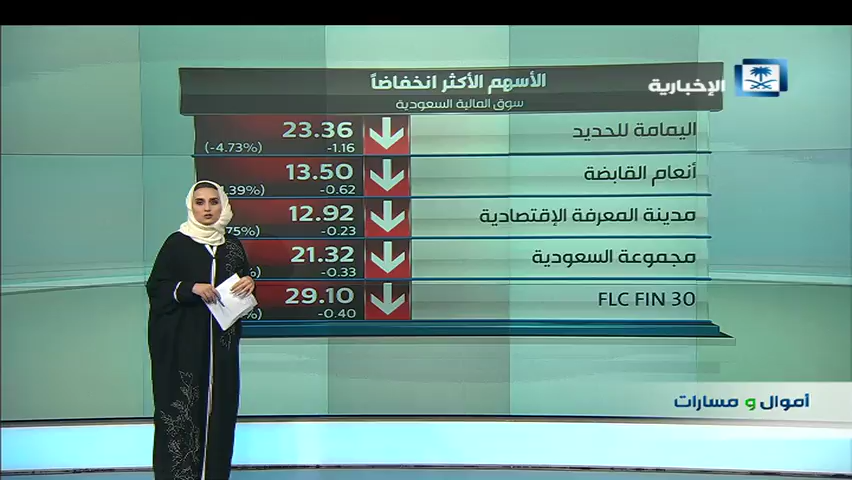 الإخبارية
الأسهم الأكثر انخفاضاً
سوق المالية السعودية
اليمامة للحديد
23.36
-1.16
(-4.73%)
أنعام القابضة
13.50
-0.62
.39%)
مدينة المعرفة الإقتصادية
12.92
-0.23
75%)
مجموعة السعودية
21.32
-0.33
%)
FLC FIN 30
29.10
-0.40
%)
أموال و مسارات